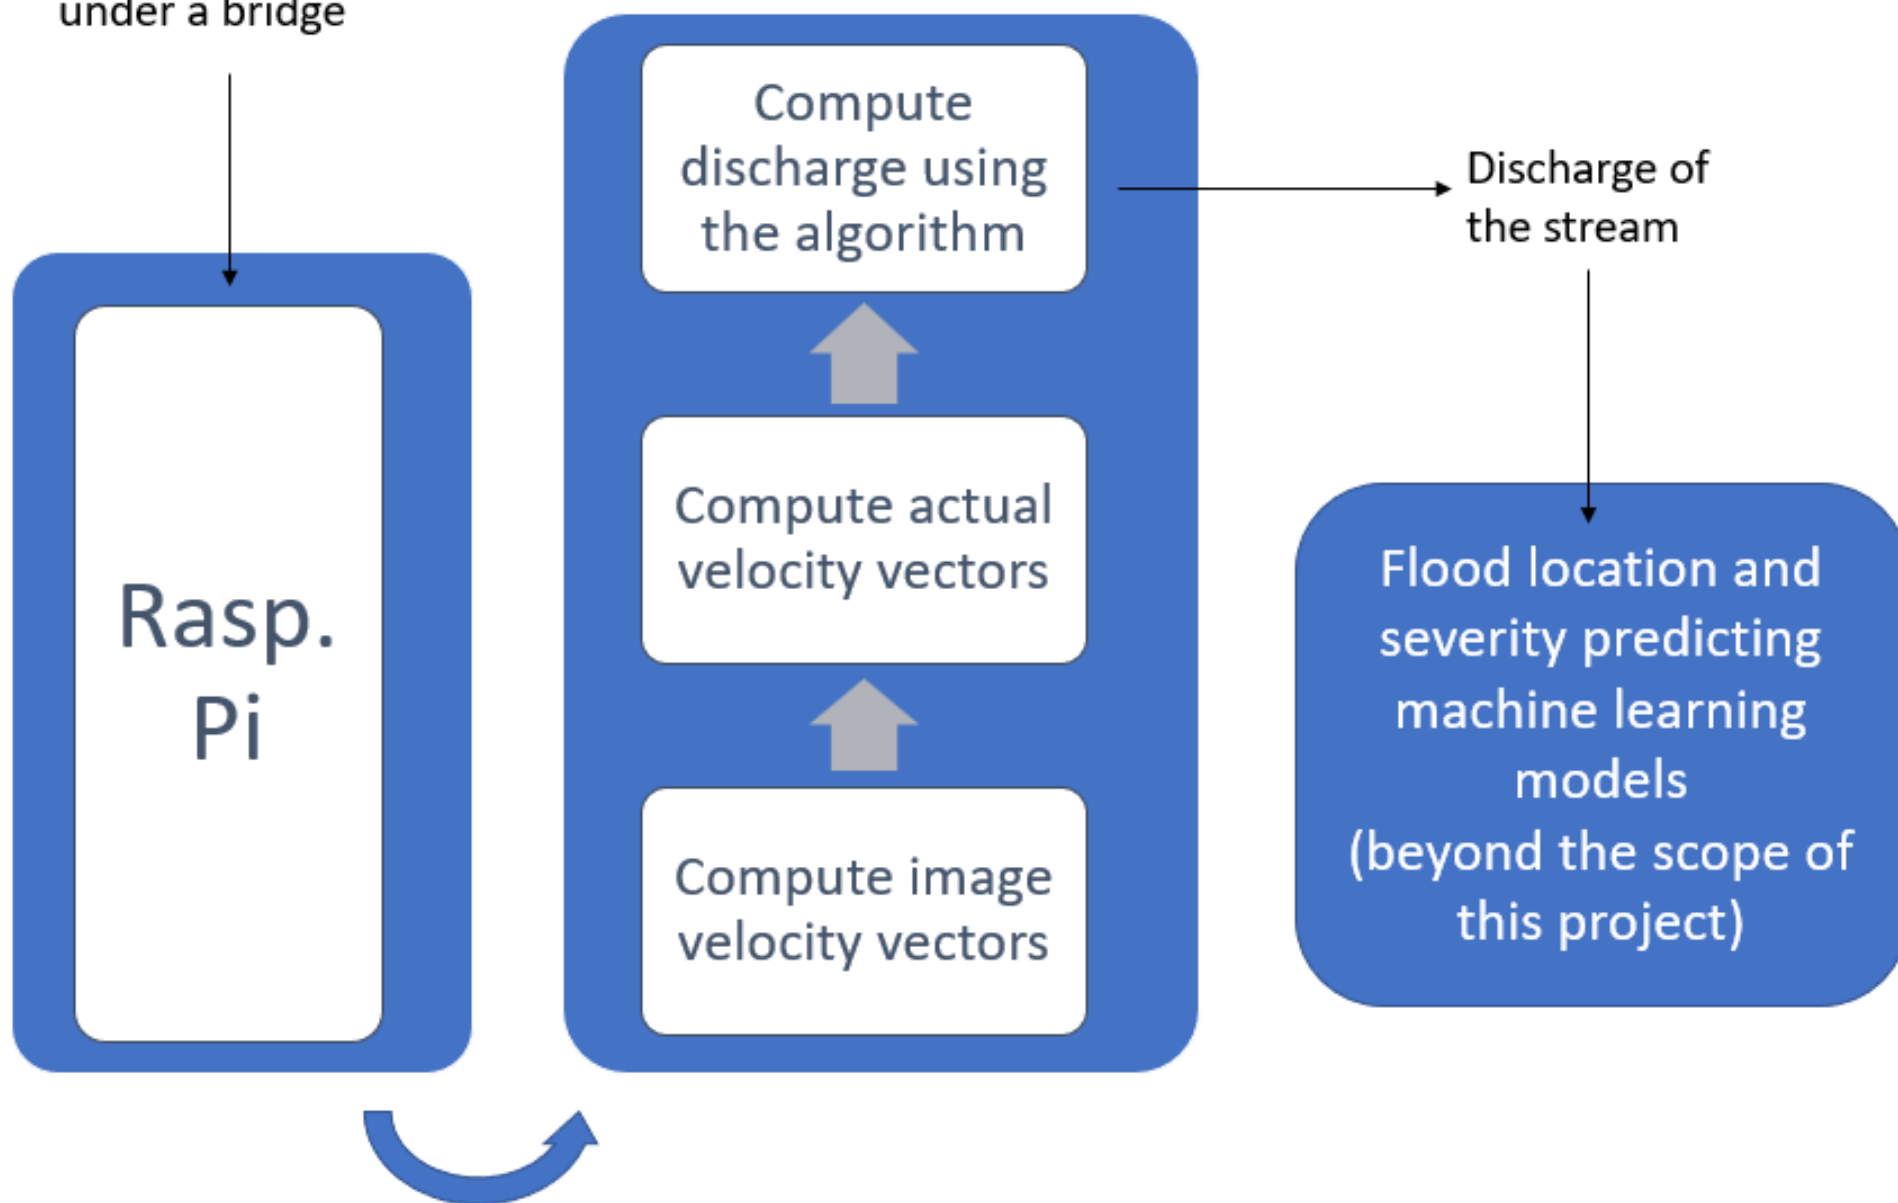 under a bridge
Rasp.
Pi
Compute
discharge using
the algorithm
Compute actual
velocity vectors
Compute image
velocity vectors
Discharge of
the stream
Flood location and
severity predicting
machine learning
models
(beyond the scope of
this project)